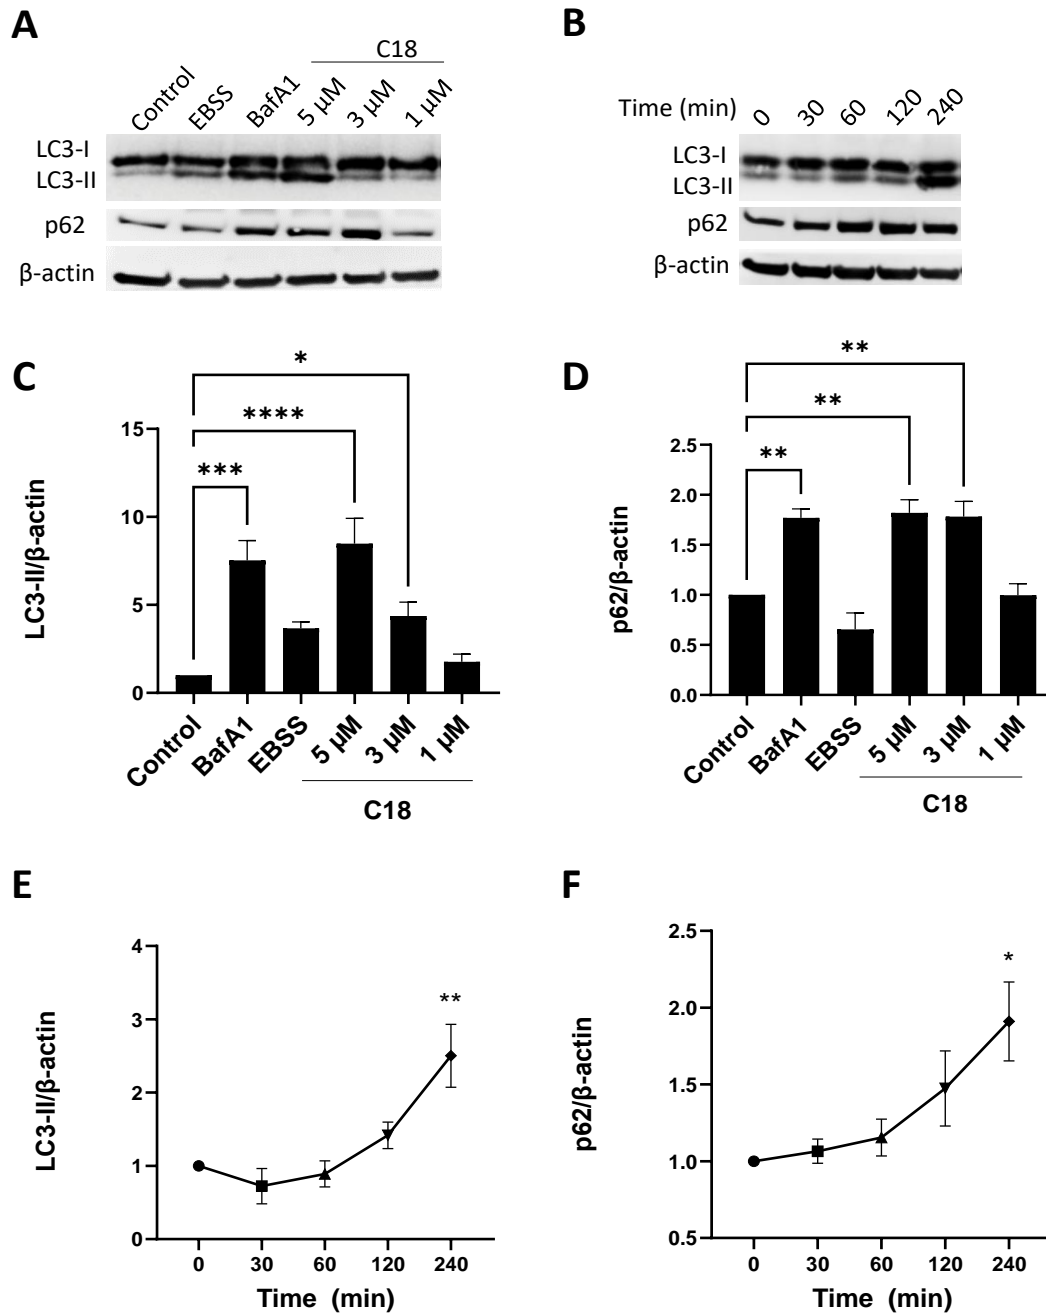 A
C18
Control EBSS BafA1 5 µM 3 µM 1 µM
LC3-I
LC3-II
p62
β-actin
B
Time (min) 0 30 60 120 240
LC3-I
LC3-II
p62
β-actin
C
*
****
***
15
10
5
0
LC3-II/β-actin
Control BafA1 EBSS 5 µM 3 µM 1 µM
C18
D
**
**
**
2.5
2.0
1.5
1.0
0.5
0.0
p62/β-actin
Control BafA1 EBSS 5 µM 3 µM 1 µM
C18
E
4
3
2
1
0
LC3-II/β-actin
**
0 30 60 120 240
Time (min)
F
2.5
2.0
1.5
1.0
0.5
p62/β-actin
*
0 30 60 120 240
Time (min)